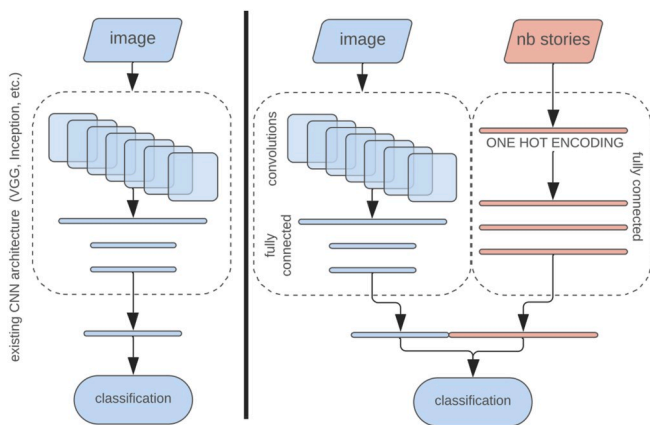 image
existing CNN architecture (VGG, Inception, etc.)
classification
image
nb stories
convolutions
fully
connected
ONE HOT ENCODING
fully connected
classification